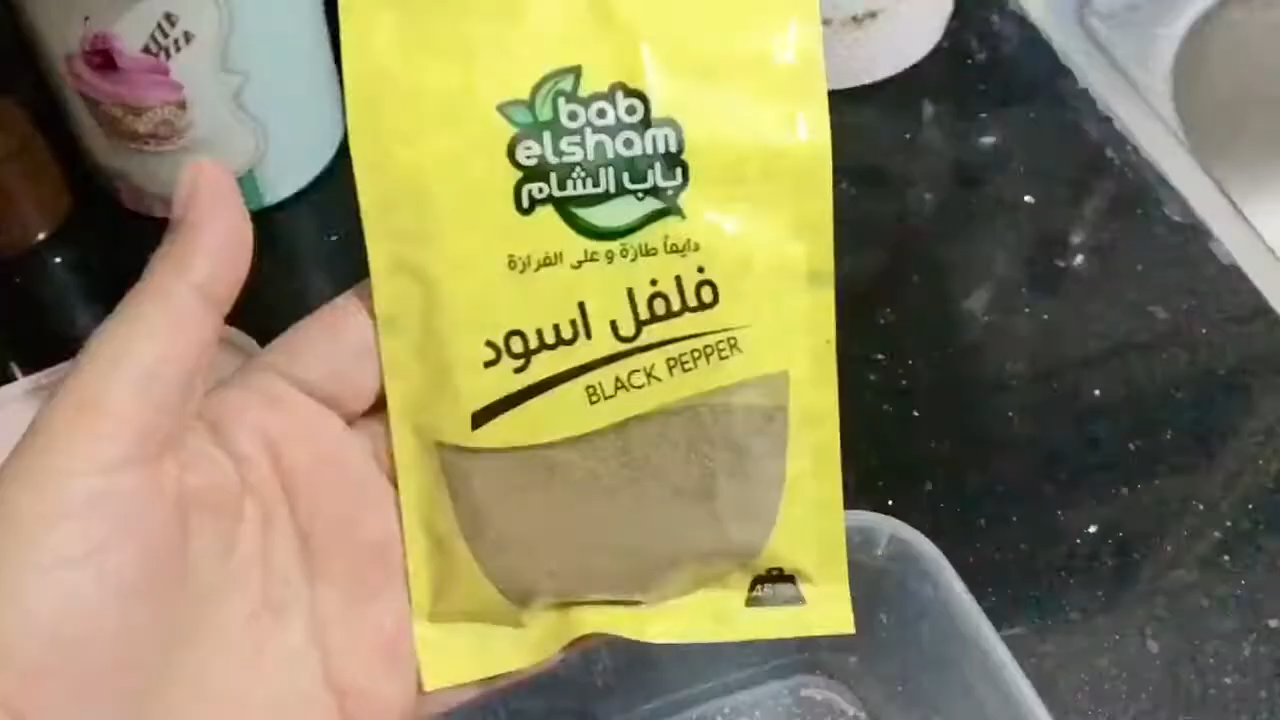 bab
elsham
باب الشام
دايماً طازة و على الفرازة
فلفل اسود
BLACK PEPPER